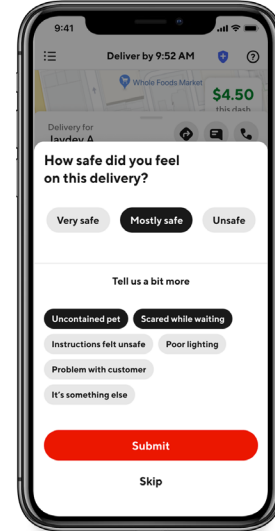 9:41
Deliver by 9:52 AM
Whole Foods Market
$4.50
this dash
Delivery for
Jaydey A
How safe did you feel
on this delivery?
Very safe
Mostly safe
Unsafe
Tell us a bit more
Uncontained pet
Scared while waiting
Instructions felt unsafe
Poor lighting
Problem with customer
It's something else
Submit
Skip